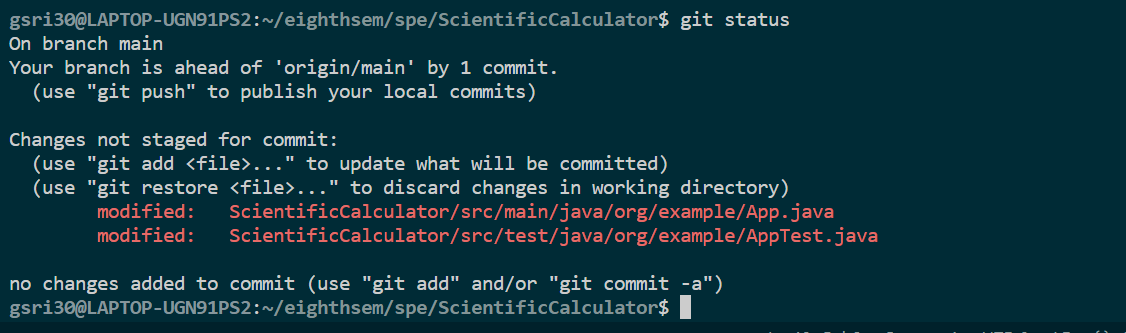 gsri30@LAPTOP-UGN91PS2:~/eighthsem/spe/ScientificCalculator$ git status
On branch main
Your branch is ahead of 'origin/main' by 1 commit.
  (use "git push" to publish your local commits)

Changes not staged for commit:
  (use "git add <file>..." to update what will be committed)
  (use "git restore <file>..." to discard changes in working directory)
        modified:   ScientificCalculator/src/main/java/org/example/App.java
        modified:   ScientificCalculator/src/test/java/org/example/AppTest.java

no changes added to commit (use "git add" and/or "git commit -a")
gsri30@LAPTOP-UGN91PS2:~/eighthsem/spe/ScientificCalculator$